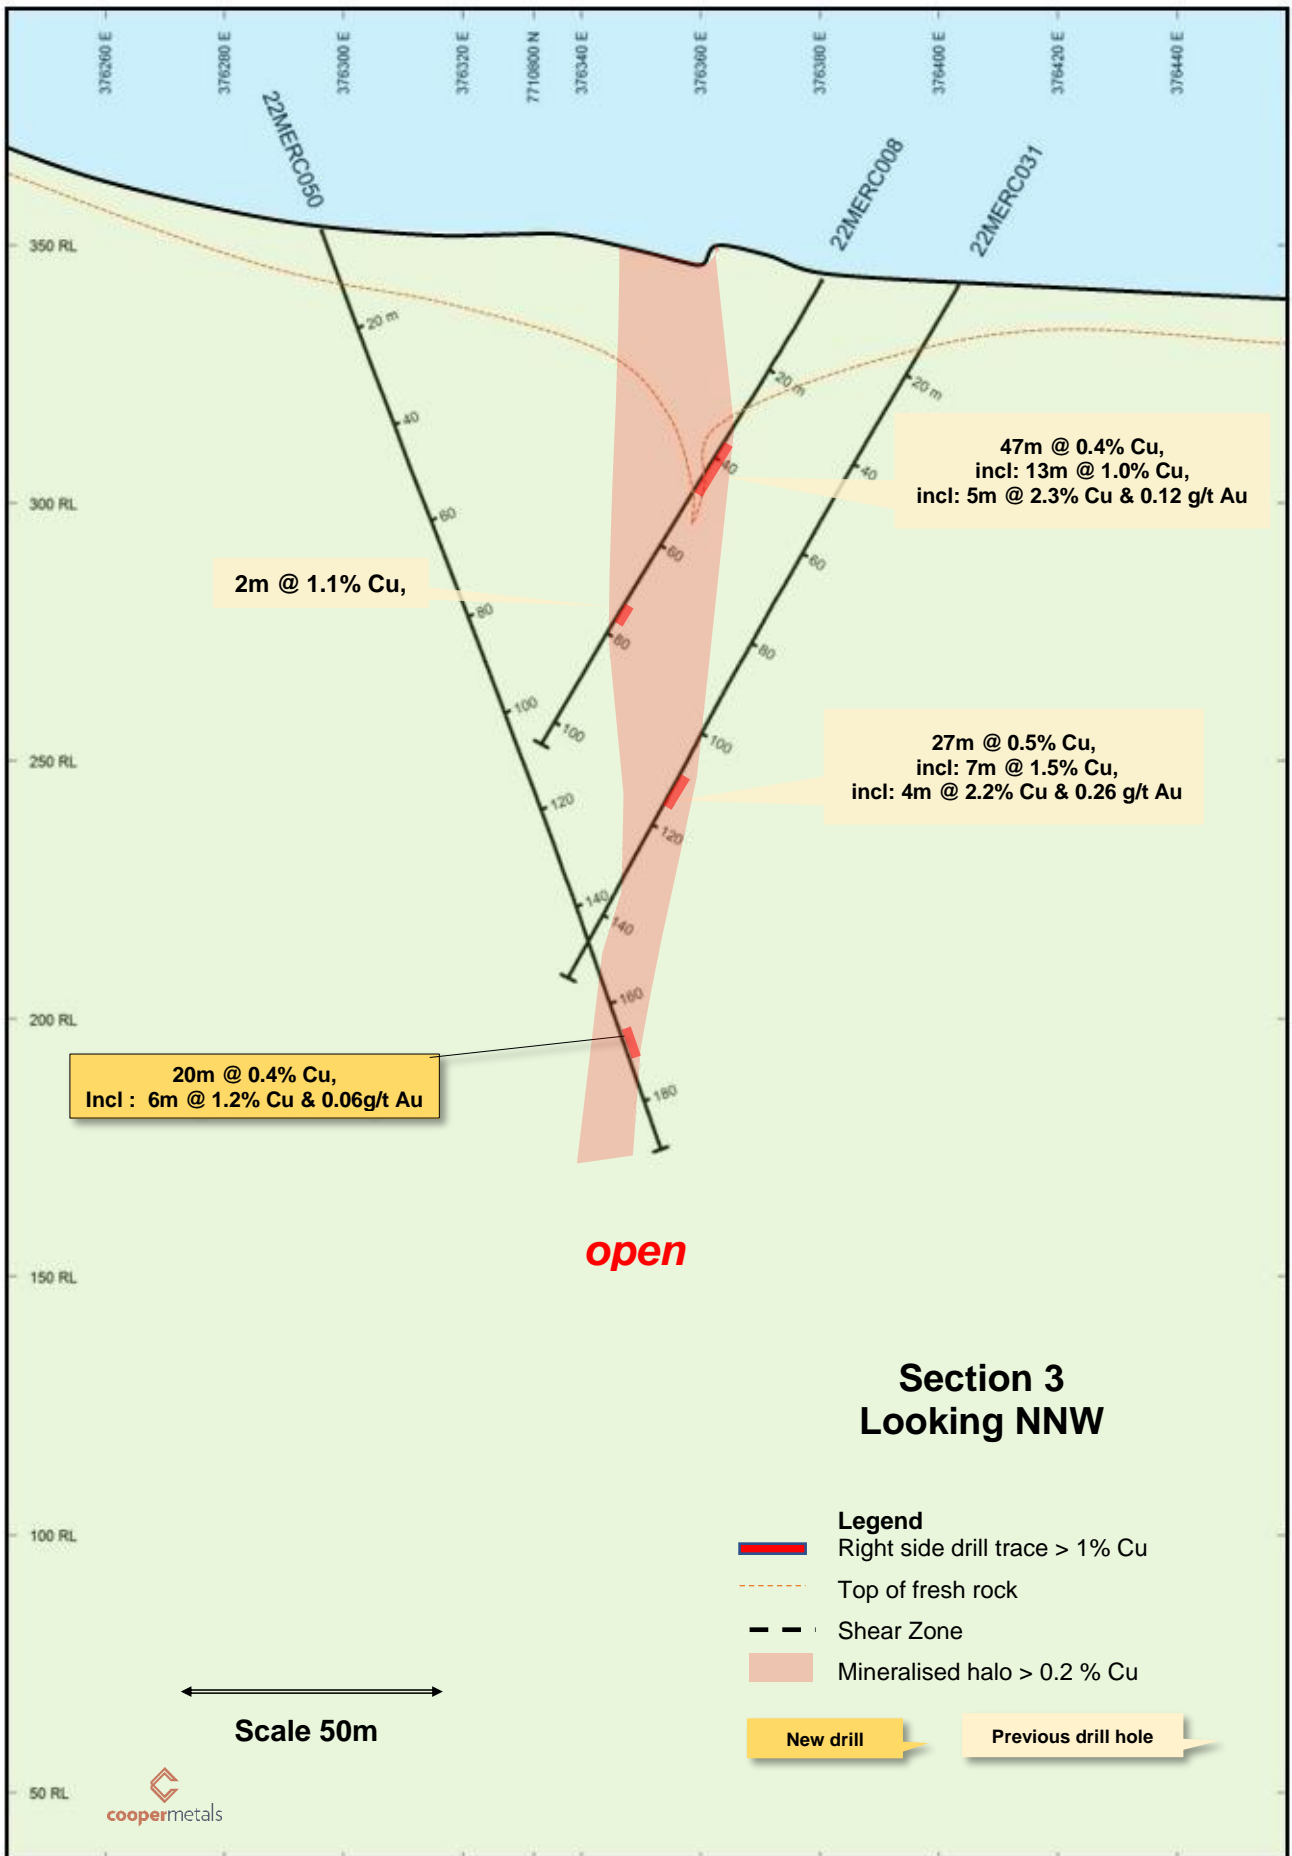 376260 E
376280 E
376300 E
376320 E
7710800 N
376340 E
376360 E
376380 E
376400 E
376420 E
376440 E
22MERC050
22MERC008
22MERC031
350 RL
300 RL
250 RL
200 RL
150 RL
100 RL
50 RL
20 m
40
60
80
100
120
140
160
180
20 m
40
60
80
100
20 m
40
60
80
100
120
140
47m @ 0.4% Cu,
incl: 13m @ 1.0% Cu,
incl: 5m @ 2.3% Cu & 0.12 g/t Au
2m @ 1.1% Cu,
27m @ 0.5% Cu,
incl: 7m @ 1.5% Cu,
incl: 4m @ 2.2% Cu & 0.26 g/t Au
20m @ 0.4% Cu,
Incl : 6m @ 1.2% Cu & 0.06g/t Au
open
Section 3
Looking NNW
Legend
Right side drill trace > 1% Cu
Top of fresh rock
Shear Zone
Mineralised halo > 0.2 % Cu
New drill
Previous drill hole
Scale 50m
coopermetals